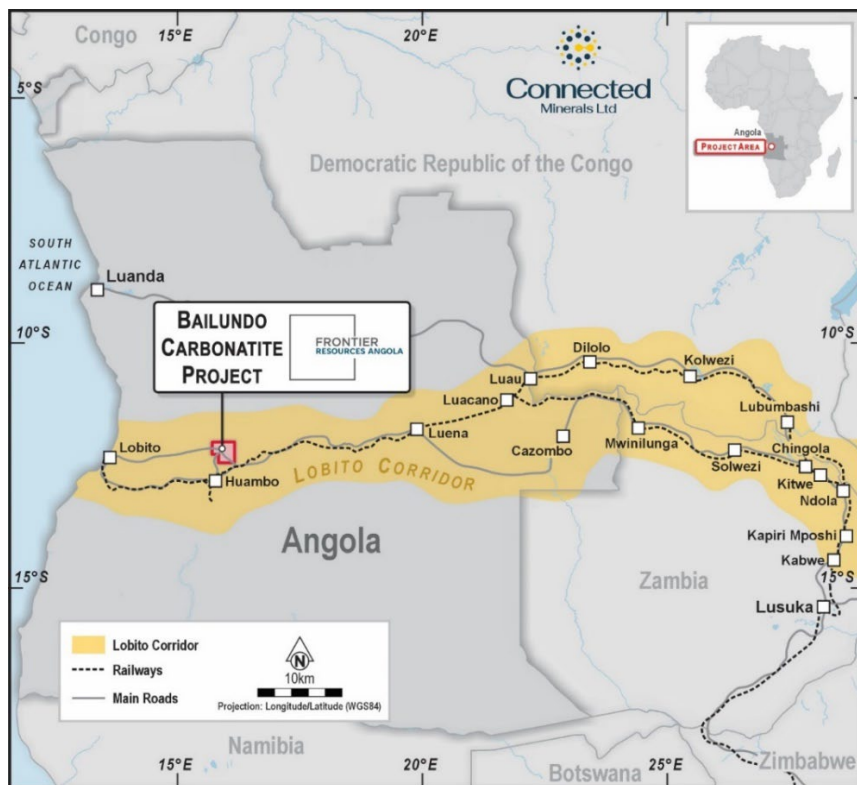 Congo
15°E
20°E
25°E
5°S
Connected
Minerals Ltd
Angola
PROJECT AREA
Democratic Republic of the Congo
SOUTH
ATLANTIC
OCEAN
Luanda
10°S
10°S
BAILUNDO
CARBONATITE
PROJECT
FRONTIER
RESOURCES ANGOLA
Dilolo
Kolwezi
Luau
Luacano
Lubumbashi
Lobito
Luena
Cazombo
Mwinilunga
Chingola
Solwezi
Huambo
LOBITO CORRIDOR
Kitwe
Ndola
Angola
Kapiri Mposhi
Kabwe
15°S
15°S
Zambia
Lusuka
Lobito Corridor
Railways
Main Roads
N
10km
Projection: Longitude/Latitude (WGS84)
Namibia
Botswana
Zimbabwe
15°E
20°E
25°E